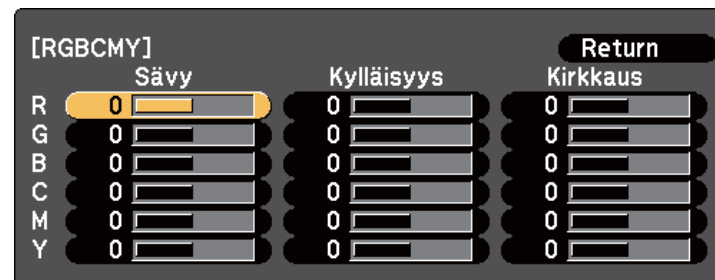 [RGBCMY] Return
Sävy Kylläisyys Kirkkaus
R 0 0 0
G 0 0 0
B 0 0 0
C 0 0 0
M 0 0 0
Y 0 0 0